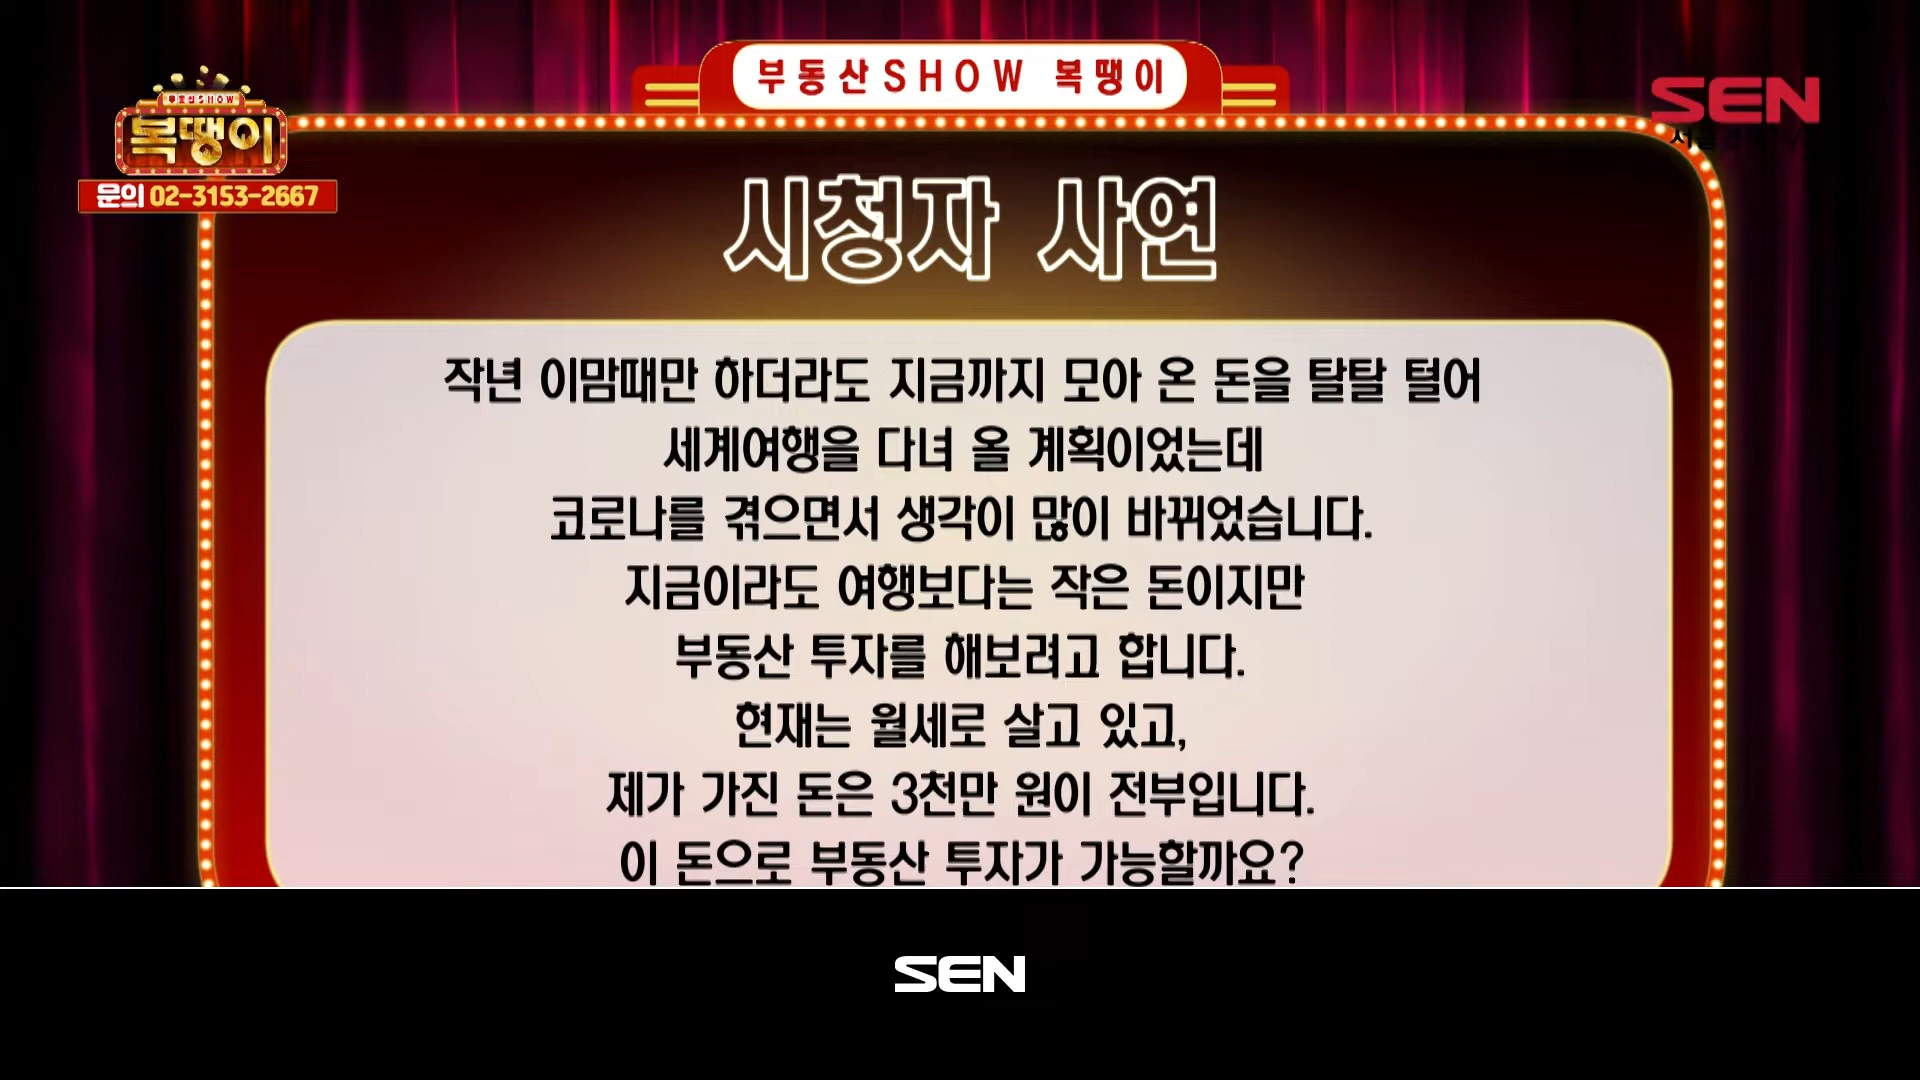 부동산SHOW 복땡이
SEN
부동산SHOW
복땡이
문의 02-3153-2667
시청자 사연
작년 이맘때만 하더라도 지금까지 모아 온 돈을 탈탈 털어
세계여행을 다녀 올 계획이었는데
코로나를 겪으면서 생각이 많이 바뀌었습니다.
지금이라도 여행보다는 작은 돈이지만
부동산 투자를 해보려고 합니다.
현재는 월세로 살고 있고,
제가 가진 돈은 3천만 원이 전부입니다.
이 돈으로 부동산 투자가 가능할까요?
SEN